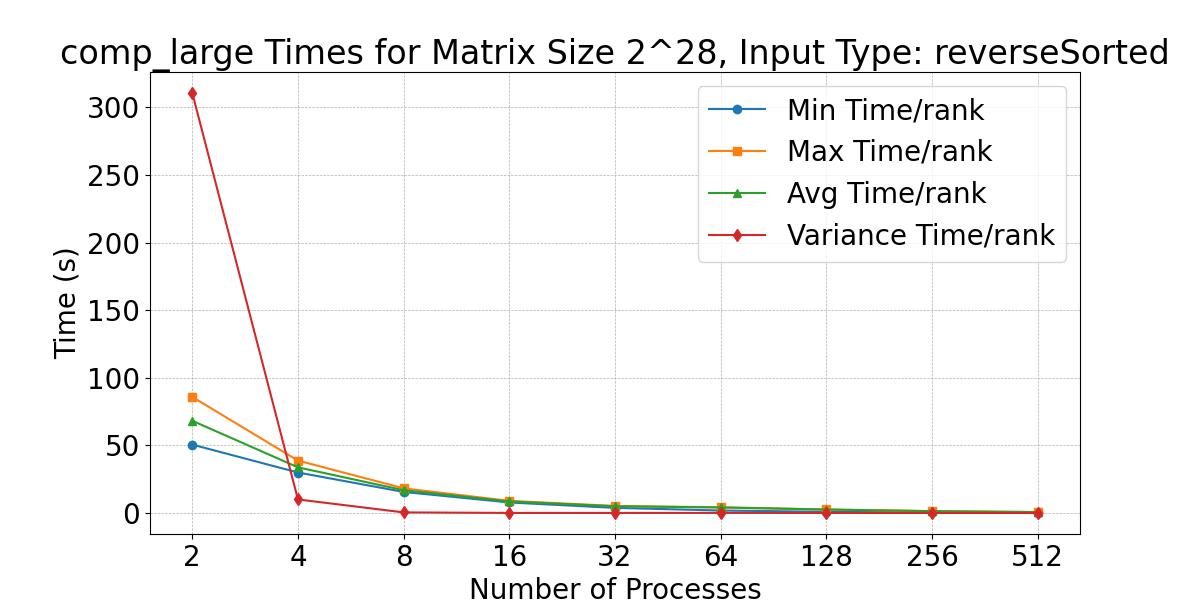 comp_large Times for Matrix Size 2^28, Input Type: reverseSorted
Min Time/rank
Max Time/rank
Avg Time/rank
Variance Time/rank
Time (s)
300
250
200
150
100
50
0
2 4 8 16 32 64 128 256 512
Number of Processes